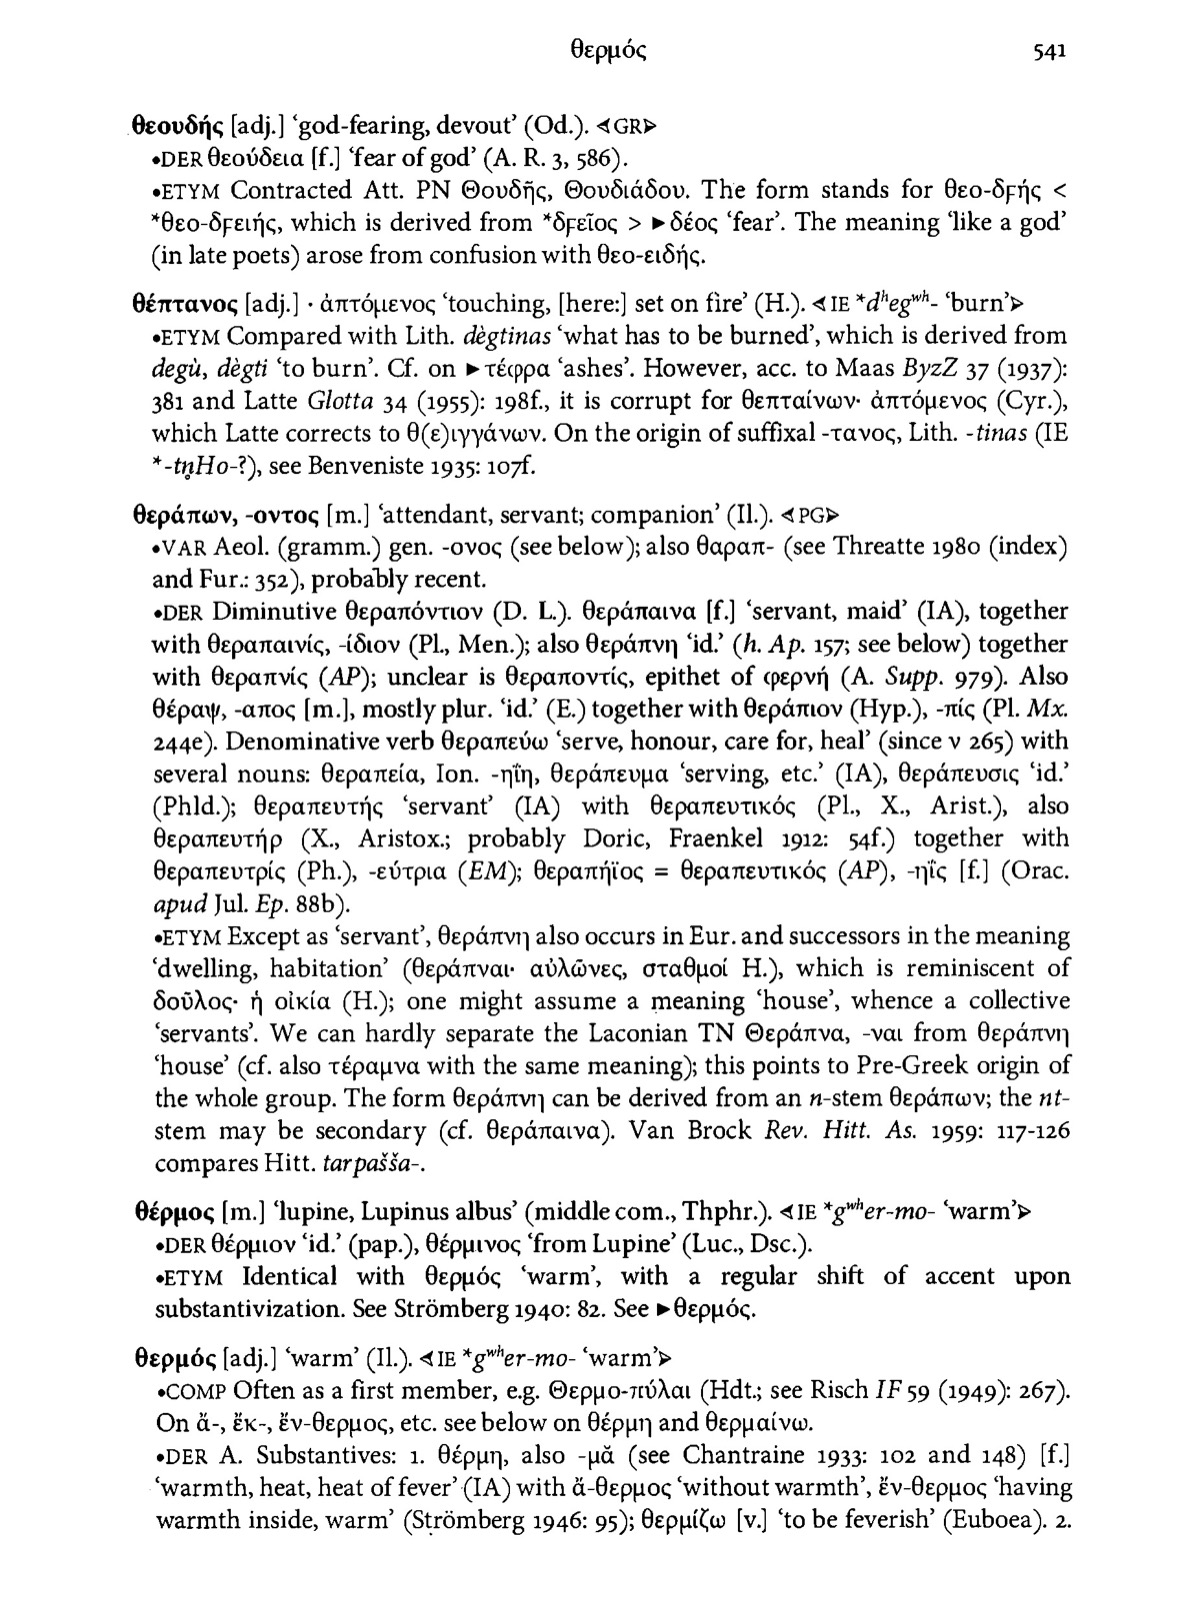 θερμός 541
θεουδής [adj.] ‘god-fearing, devout’ (Od.). ⋖GR⋗
•DER θεούδεια [f.] ‘fear of god’ (A. R. 3, 586).
•ETYM Contracted Att. PN Θουδῆς, Θουδιάδου. The form stands for θεο-δϝής <
*θεο-δϝειής, which is derived from *δϝεῖος > ►δέος ‘fear’. The meaning ‘like a god’
(in late poets) arose from confusion with θεο-ειδής.
θέπτανος [adj.] · ἁπτόμενος ‘touching, [here:] set on fire’ (H.). ⋖IE *dʰegʷʰ- ‘burn’⋗
•ETYM Compared with Lith. dègtinas ‘what has to be burned’, which is derived from
degù, dègti ‘to burn’. Cf. on ►τέφρα ‘ashes’. However, acc. to Maas ByzZ 37 (1937):
381 and Latte Glotta 34 (1955): 198f., it is corrupt for θεπταίνων· ἁπτόμενος (Cyr.),
which Latte corrects to θ(ε)ιγγάνων. On the origin of suffixal -τανος, Lith. -tinas (IE
*-tn̥Ho-?), see Benveniste 1935: 107f.
θεράπων, -οντος [m.] ‘attendant, servant; companion’ (Il.). ⋖PG⋗
•VAR Aeol. (gramm.) gen. -ονος (see below); also θαραπ- (see Threatte 1980 (index)
and Fur.: 352), probably recent.
•DER Diminutive θεραπόντιον (D. L.). θεράπαινα [f.] ‘servant, maid’ (IA), together
with θεραπαινίς, -ίδιον (Pl., Men.); also θεράπνη ‘id.’ (h. Ap. 157; see below) together
with θεραπνίς (AP); unclear is θεραποντίς, epithet of φερνή (A. Supp. 979). Also
θέραψ, -απος [m.], mostly plur. ‘id.’ (E.) together with θεράπιον (Hyp.), -πίς (Pl. Mx.
244e). Denominative verb θεραπεύω ‘serve, honour, care for, heal’ (since ν 265) with
several nouns: θεραπεία, Ion. -ηΐη, θεράπευμα ‘serving, etc.’ (IA), θεράπευσις ‘id.’
(Phld.); θεραπευτής ‘servant’ (IA) with θεραπευτικός (Pl., X., Arist.), also
θεραπευτήρ (X., Aristox.; probably Doric, Fraenkel 1912: 54f.) together with
θεραπευτρίς (Ph.), -εύτρια (EM); θεραπήϊος = θεραπευτικός (AP), -ηΐς [f.] (Orac.
apud Jul. Ep. 88b).
•ETYM Except as ‘servant’, θεράπνη also occurs in Eur. and successors in the meaning
‘dwelling, habitation’ (θεράπναι· αὐλῶνες, σταθμοί H.), which is reminiscent of
δοῦλος· ἡ οἰκία (H.); one might assume a meaning ‘house’, whence a collective
‘servants’. We can hardly separate the Laconian TN Θεράπνα, -ναι from θεράπνη
‘house’ (cf. also τέραμνα with the same meaning); this points to Pre-Greek origin of
the whole group. The form θεράπνη can be derived from an n-stem θεράπων; the nt-
stem may be secondary (cf. θεράπαινα). Van Brock Rev. Hitt. As. 1959: 117-126
compares Hitt. tarpašša-.
θέρμος [m.] ‘lupine, Lupinus albus’ (middle com., Thphr.). ⋖IE *gʷʰer-mo- ‘warm’⋗
•DER θέρμιον ‘id.’ (pap.), θέρμινος ‘from Lupine’ (Luc., Dsc.).
•ETYM Identical with θερμός ‘warm’, with a regular shift of accent upon
substantivization. See Strömberg 1940: 82. See ►θερμός.
θερμός [adj.] ‘warm’ (Il.). ⋖IE *gʷʰer-mo- ‘warm’⋗
•COMP Often as a first member, e.g. Θερμο-πύλαι (Hdt.; see Risch IF 59 (1949): 267).
On ἄ-, ἔκ-, ἔν-θερμος, etc. see below on θέρμη and θερμαίνω.
•DER A. Substantives: 1. θέρμη, also -μᾰ (see Chantraine 1933: 102 and 148) [f.]
‘warmth, heat, heat of fever’ (IA) with ἄ-θερμος ‘without warmth’, ἔν-θερμος ‘having
warmth inside, warm’ (Strömberg 1946: 95); θερμίζω [v.] ‘to be feverish’ (Euboea). 2.